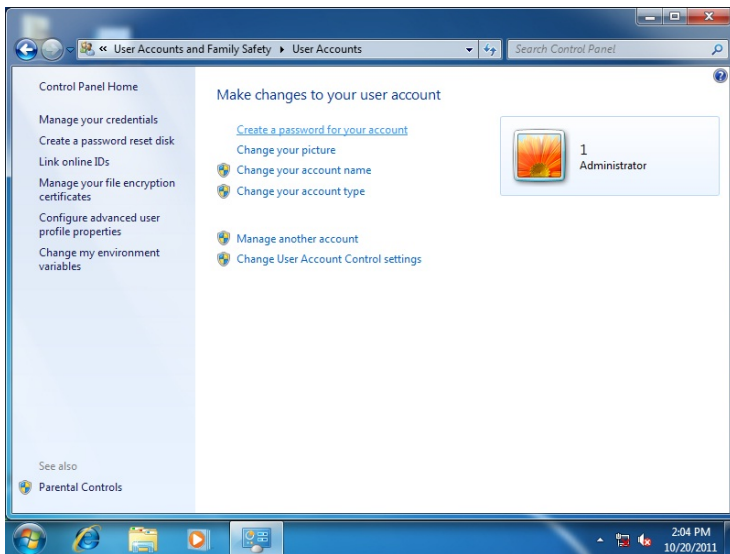 « User Accounts and Family Safety ▸ User Accounts
Search Control Panel
Control Panel Home
Manage your credentials
Create a password reset disk
Link online IDs
Manage your file encryption
certificates
Configure advanced user
profile properties
Change my environment
variables
See also
Parental Controls
Make changes to your user account
Create a password for your account
Change your picture
Change your account name
Change your account type
Manage another account
Change User Account Control settings
1
Administrator
2:04 PM
10/20/2011